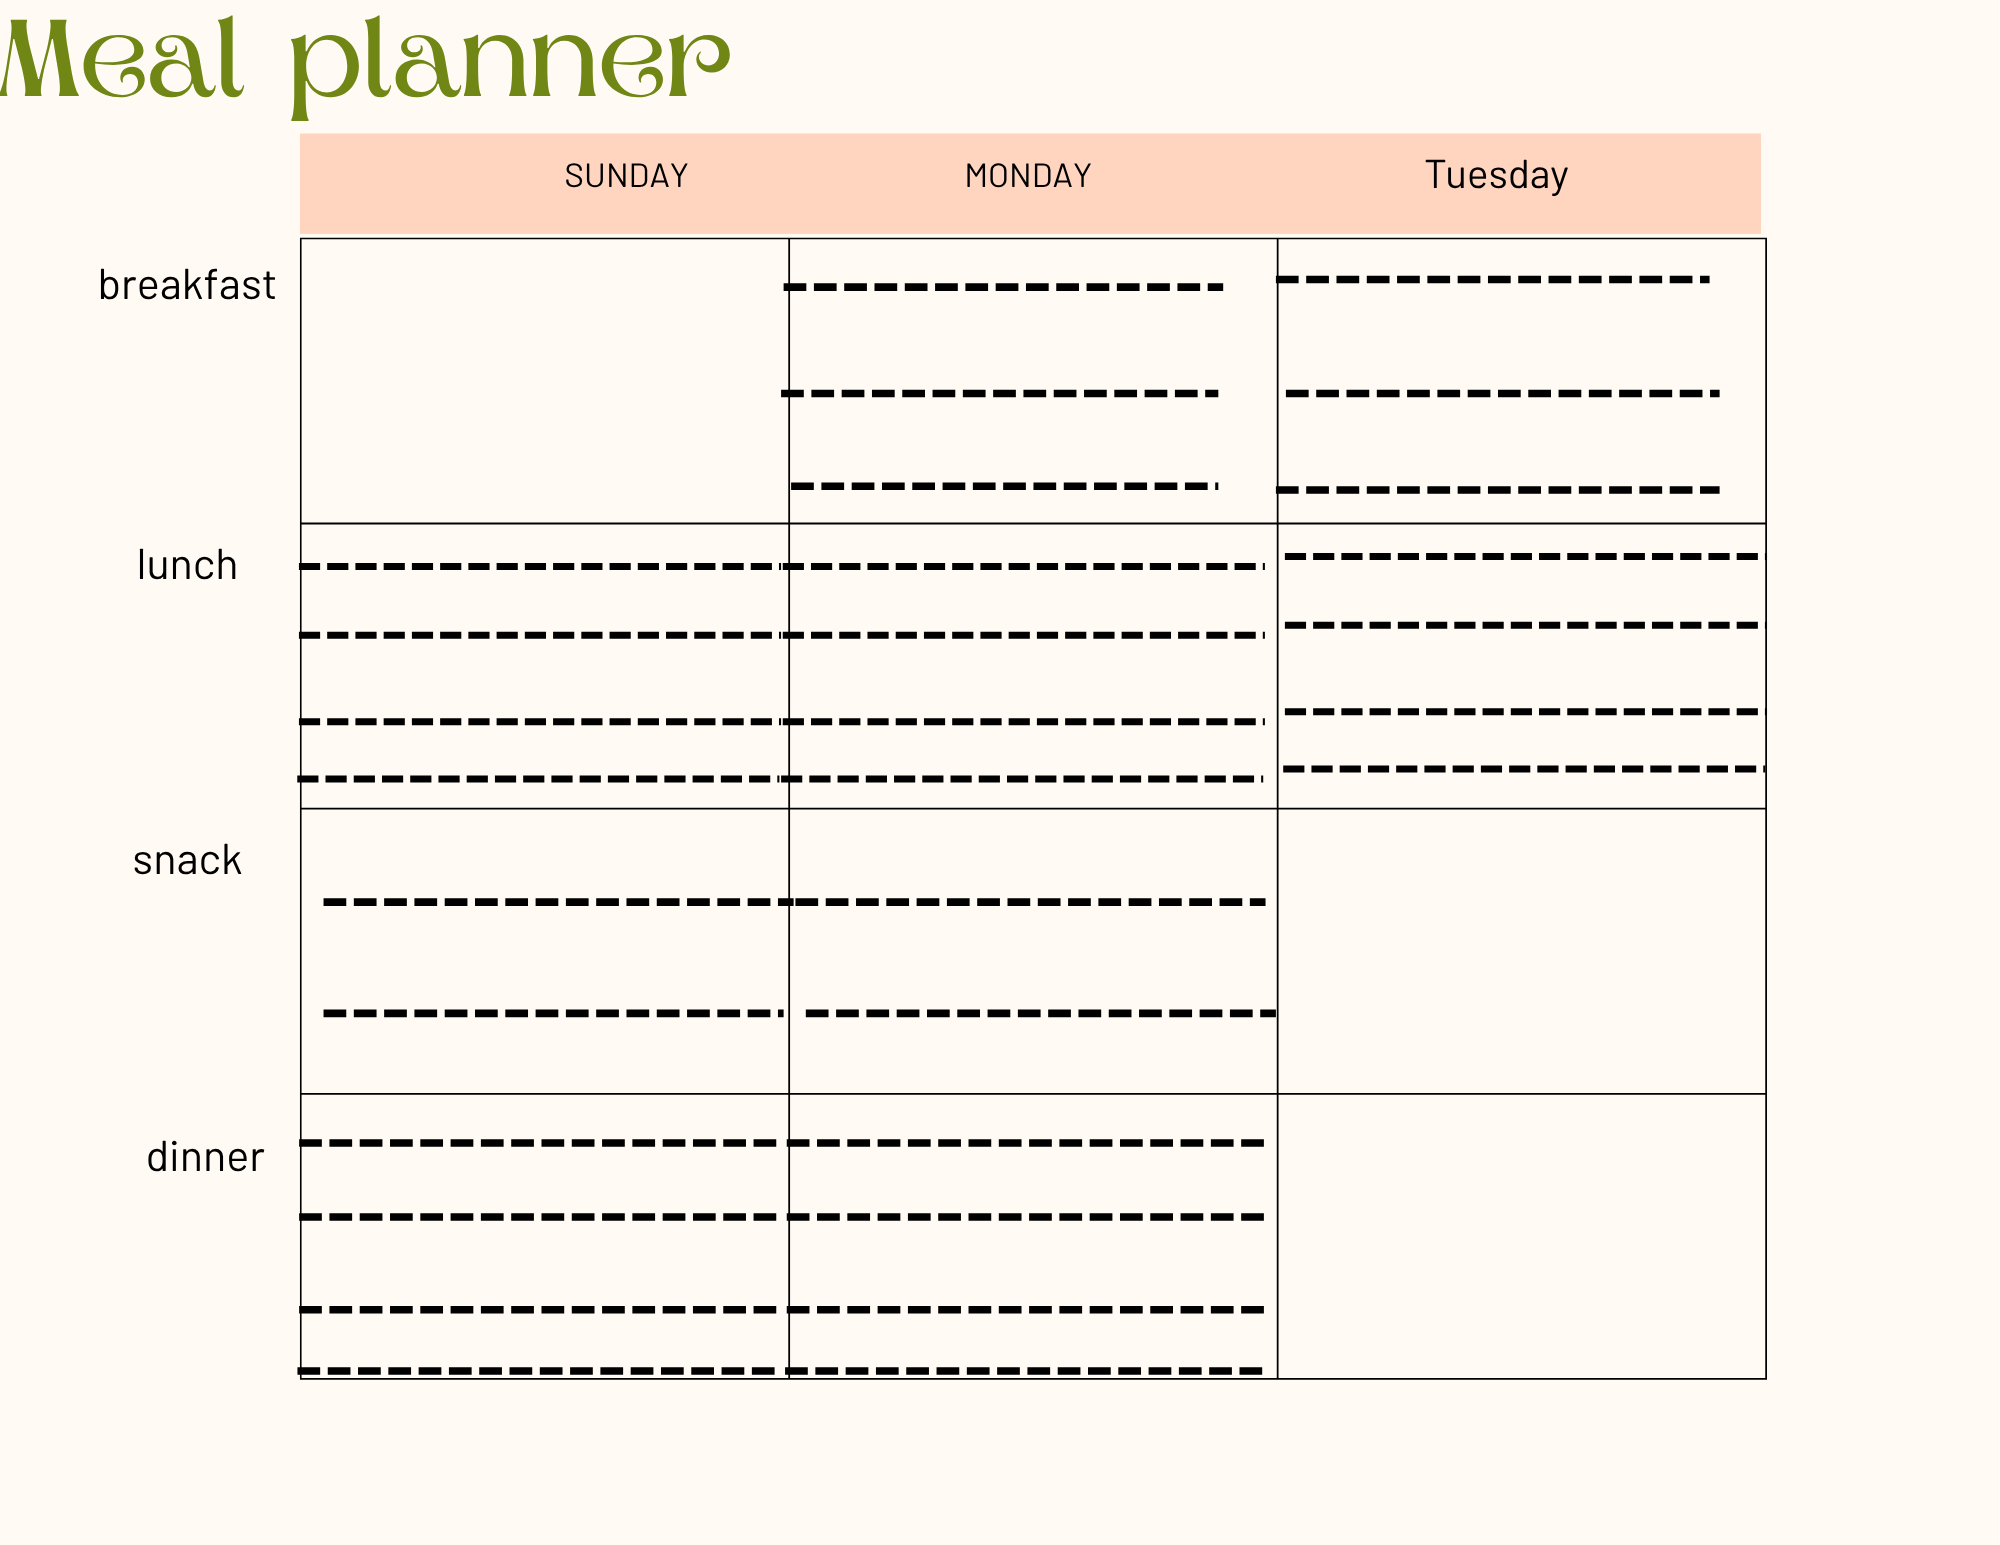 Meal planner
SUNDAY MONDAY Tuesday
breakfast
lunch
snack
dinner